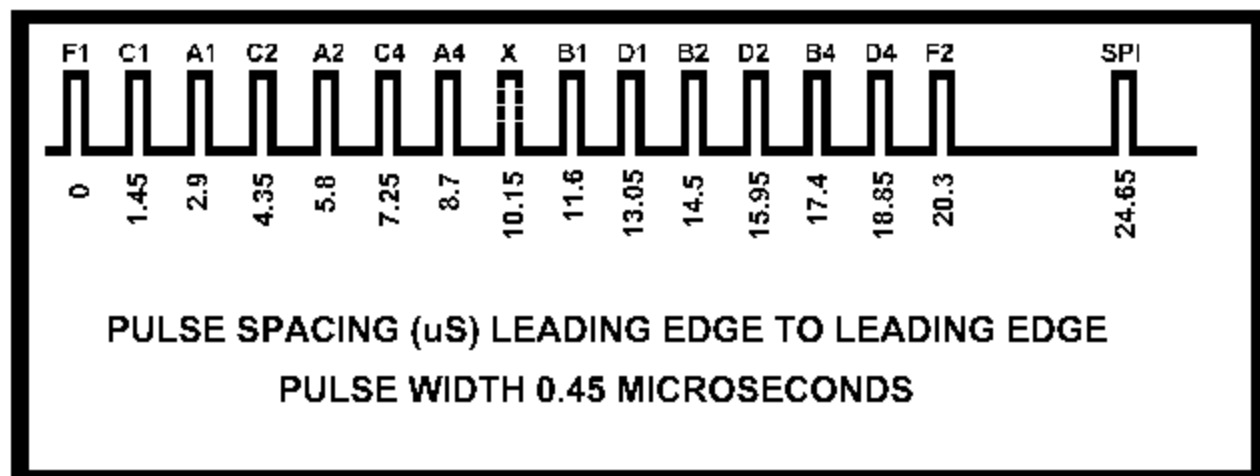 F1 C1 A1 C2 A2 C4 A4 X B1 D1 B2 D2 B4 D4 F2 SPI
0 1.45 2.9 4.35 5.8 7.25 8.7 10.15 11.6 13.05 14.5 15.95 17.4 18.85 20.3 24.65
PULSE SPACING (uS) LEADING EDGE TO LEADING EDGE
PULSE WIDTH 0.45 MICROSECONDS